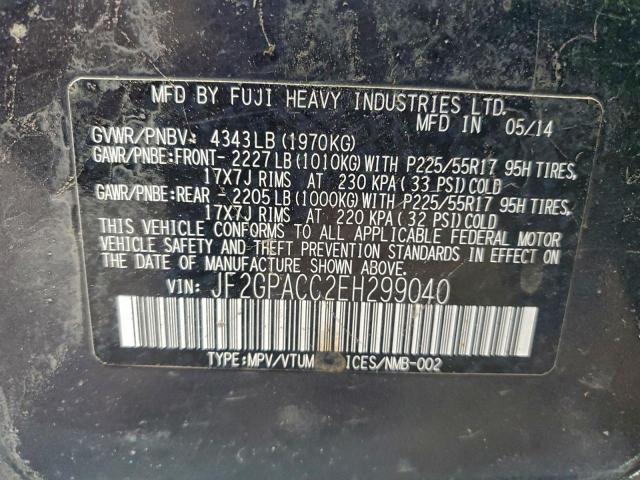 MFD BY FUJI HEAVY INDUSTRIES LTD.
MFD IN 05/14
GVWR/PNBV: 4343LB (1970KG)
GAWR/PNBE:FRONT- 2227LB (1010KG) WITH P225/55R17 95H TIRES,
17X7J RIMS AT 230 KPA (33 PSI) COLD
GAWR/PNBE:REAR - 2205LB (1000KG) WITH P225/55R17 95H TIRES,
17X7J RIMS AT 220 KPA (32 PSI) COLD
THIS VEHICLE CONFORMS TO ALL APPLICABLE FEDERAL MOTOR
VEHICLE SAFETY AND THEFT PREVENTION STANDARDS IN EFFECT ON
THE DATE OF MANUFACTURE SHOWN ABOVE.
VIN: JF2GPACC2EH299040
TYPE:MPV/VTUM ICES/NMB-002